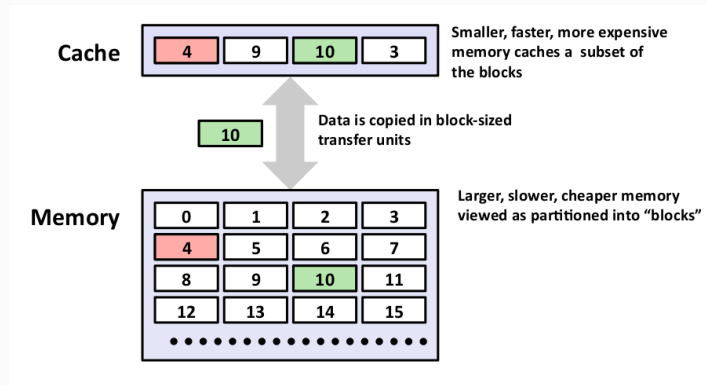 Cache
4 9 10 3
Smaller, faster, more expensive
memory caches a subset of
the blocks
10
Data is copied in block-sized
transfer units
Memory
0 1 2 3
4 5 6 7
8 9 10 11
12 13 14 15
Larger, slower, cheaper memory
viewed as partitioned into “blocks”